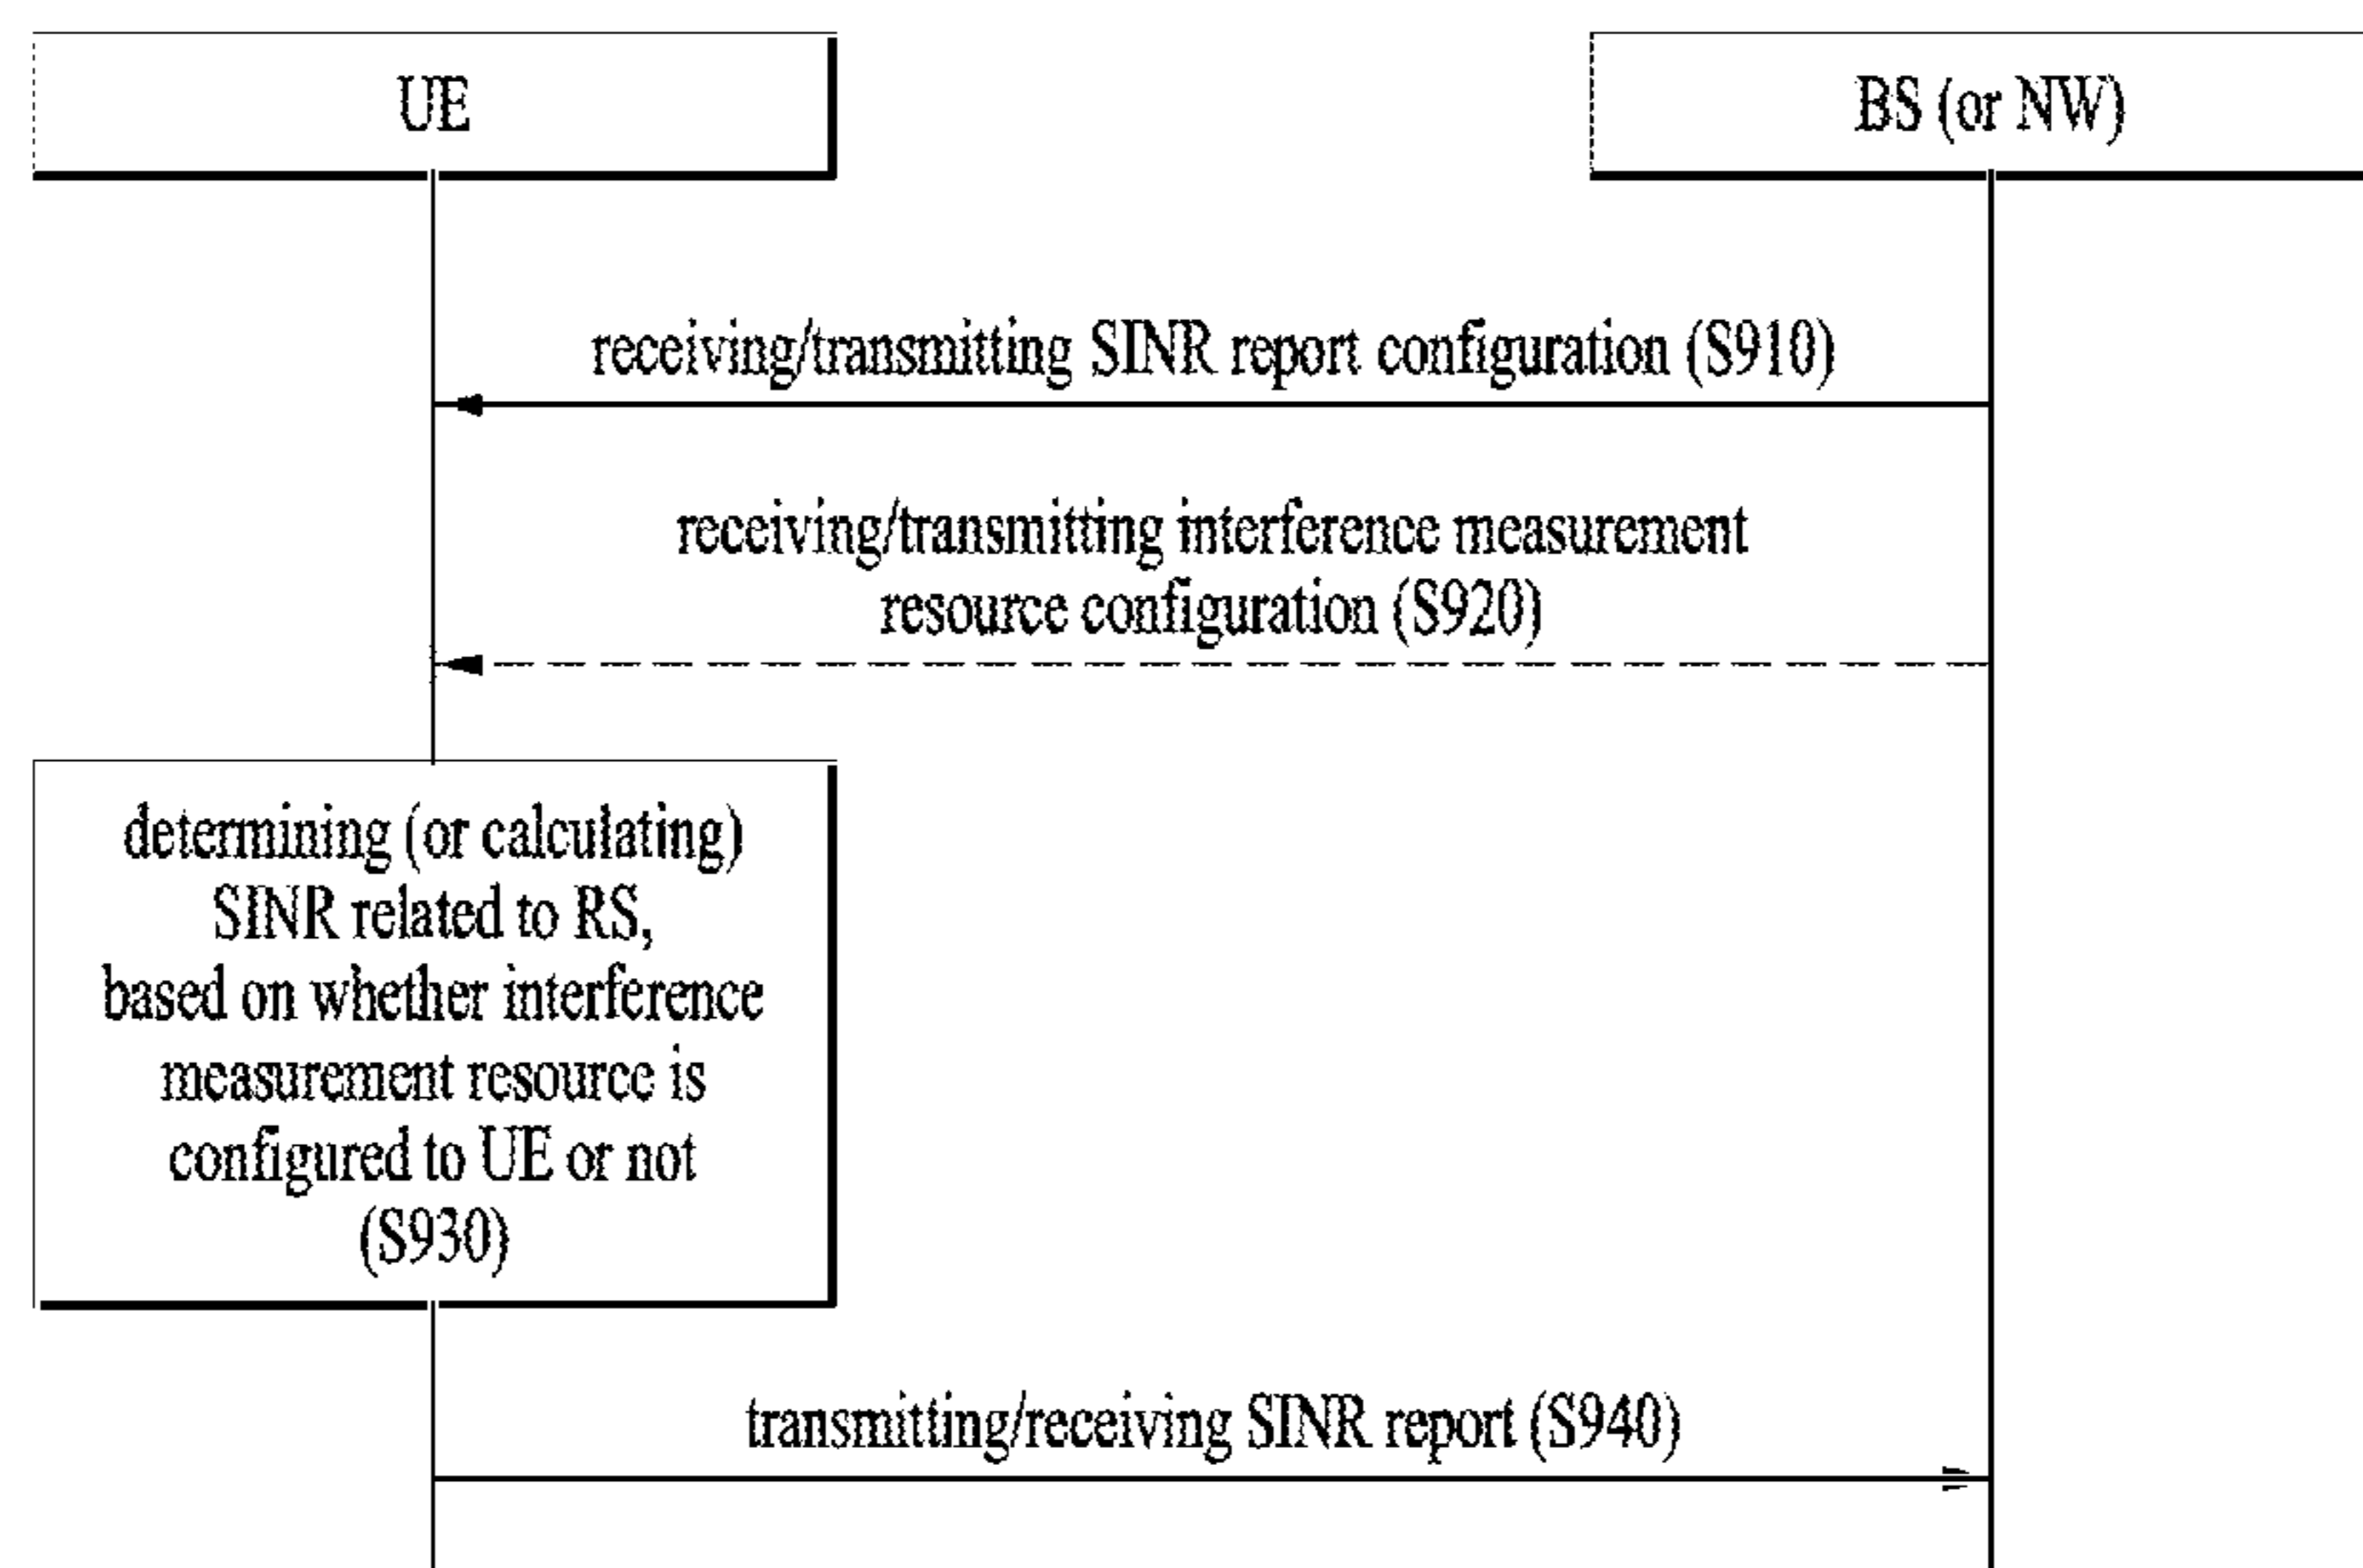 UE
BS (or NW)
receiving/transmitting SINR report configuration (S910)
receiving/transmitting interference measurement
resource configuration (S920)
determining (or calculating)
SINR related to RS,
based on whether interference
measurement resource is
configured to UE or not
(S930)
transmitting/receiving SINR report (S940)